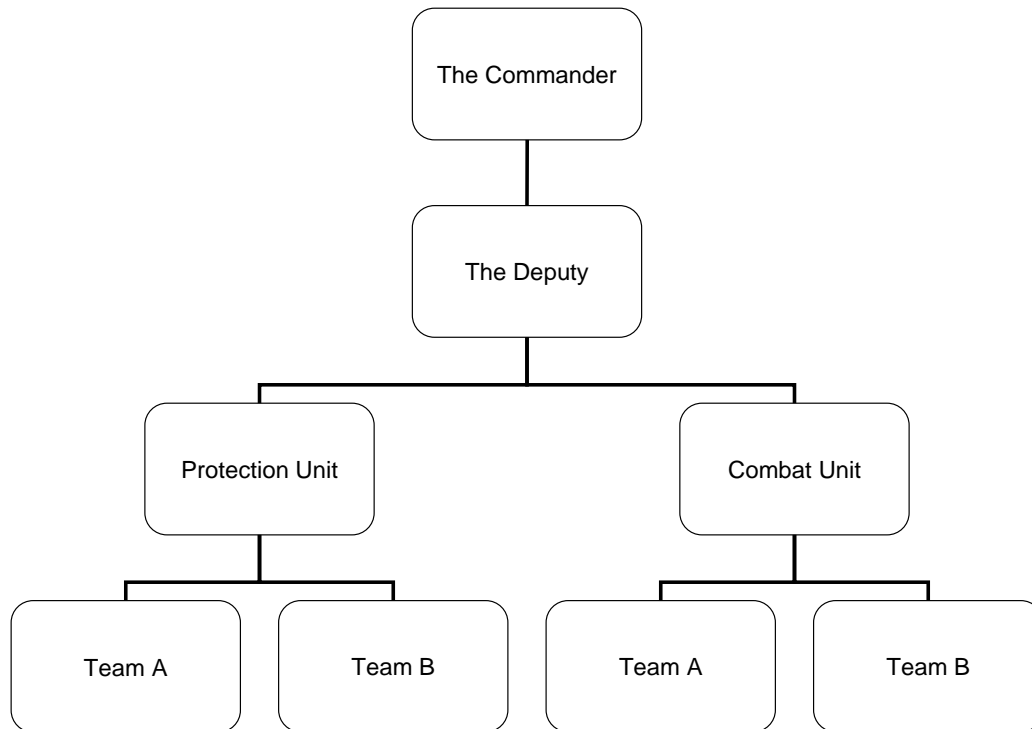 The Commander
The Deputy
Protection Unit
Combat Unit
Team A
Team B
Team A
Team B